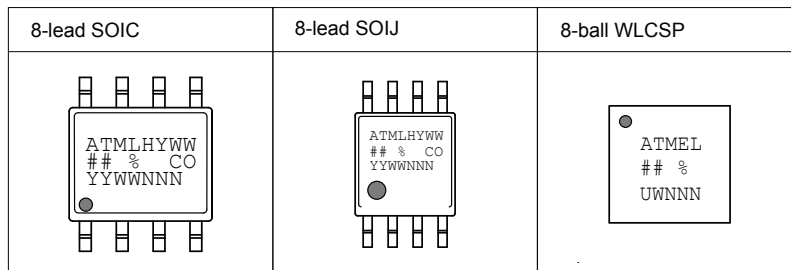 8-lead SOIC
8-lead SOIJ
8-ball WLCSP
ATMLHYWW
## % CO
YYWWNNN
ATMLHYWW
## % CO
YYWWNNN
ATMEL
## %
UWNNN